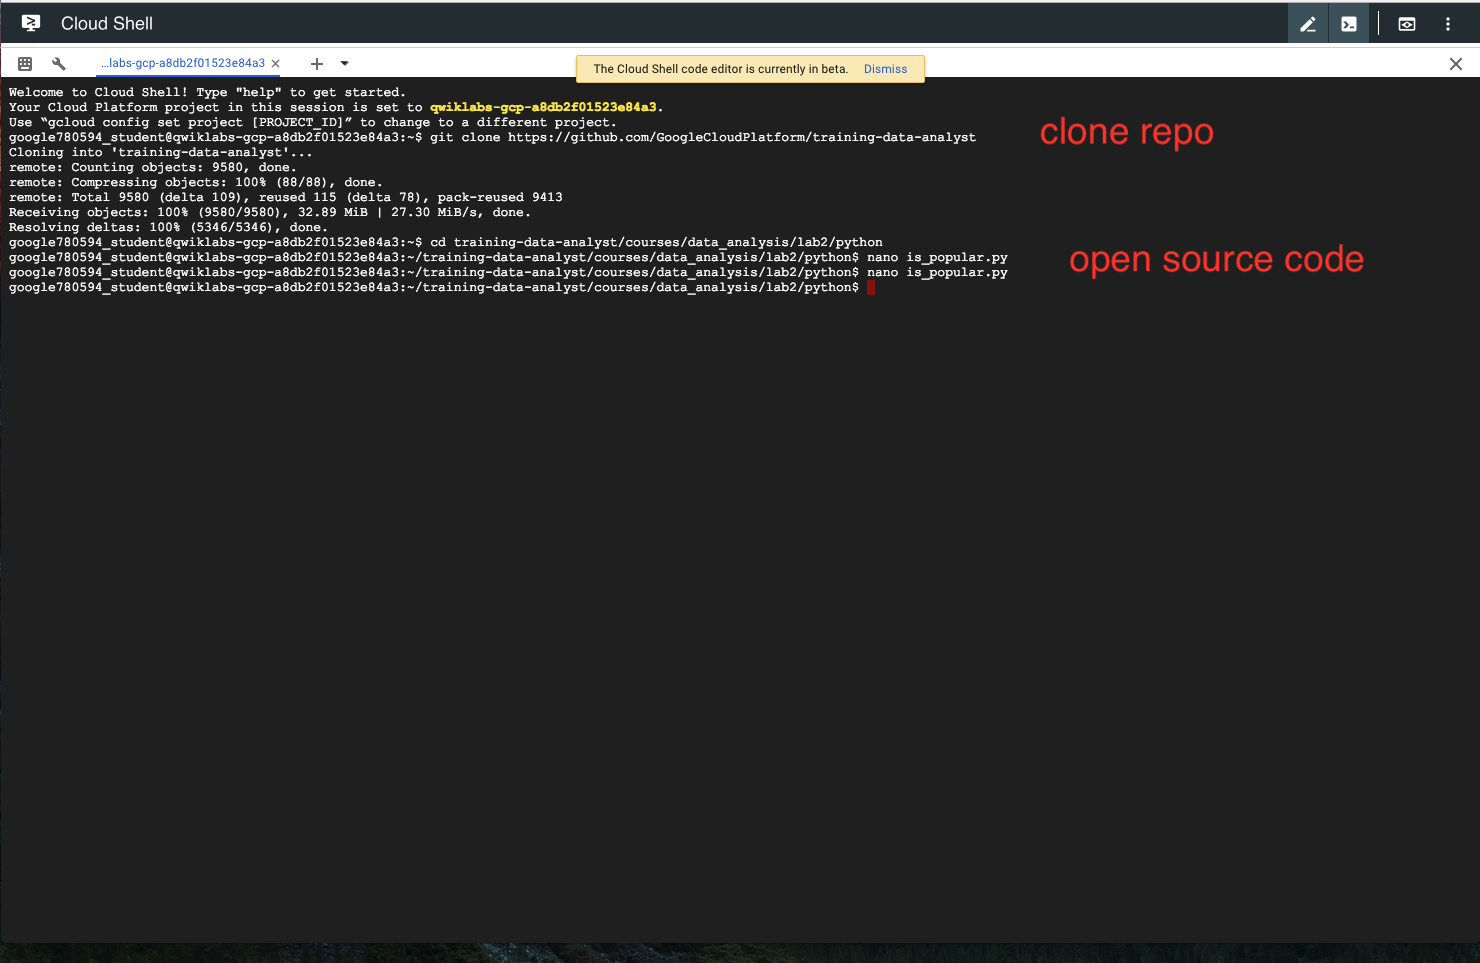 Cloud Shell
...labs-gcp-a8db2f01523e84a3
The Cloud Shell code editor is currently in beta. Dismiss
Welcome to Cloud Shell! Type "help" to get started.
Your Cloud Platform project in this session is set to qwiklabs-gcp-a8db2f01523e84a3.
Use “gcloud config set project [PROJECT_ID]” to change to a different project.
google780594_student@qwiklabs-gcp-a8db2f01523e84a3:~$ git clone https://github.com/GoogleCloudPlatform/training-data-analyst
clone repo
Cloning into 'training-data-analyst'...
remote: Counting objects: 9580, done.
remote: Compressing objects: 100% (88/88), done.
remote: Total 9580 (delta 109), reused 115 (delta 78), pack-reused 9413
Receiving objects: 100% (9580/9580), 32.89 MiB | 27.30 MiB/s, done.
Resolving deltas: 100% (5346/5346), done.
google780594_student@qwiklabs-gcp-a8db2f01523e84a3:~$ cd training-data-analyst/courses/data_analysis/lab2/python
google780594_student@qwiklabs-gcp-a8db2f01523e84a3:~/training-data-analyst/courses/data_analysis/lab2/python$ nano is_popular.py
open source code
google780594_student@qwiklabs-gcp-a8db2f01523e84a3:~/training-data-analyst/courses/data_analysis/lab2/python$ nano is_popular.py
google780594_student@qwiklabs-gcp-a8db2f01523e84a3:~/training-data-analyst/courses/data_analysis/lab2/python$